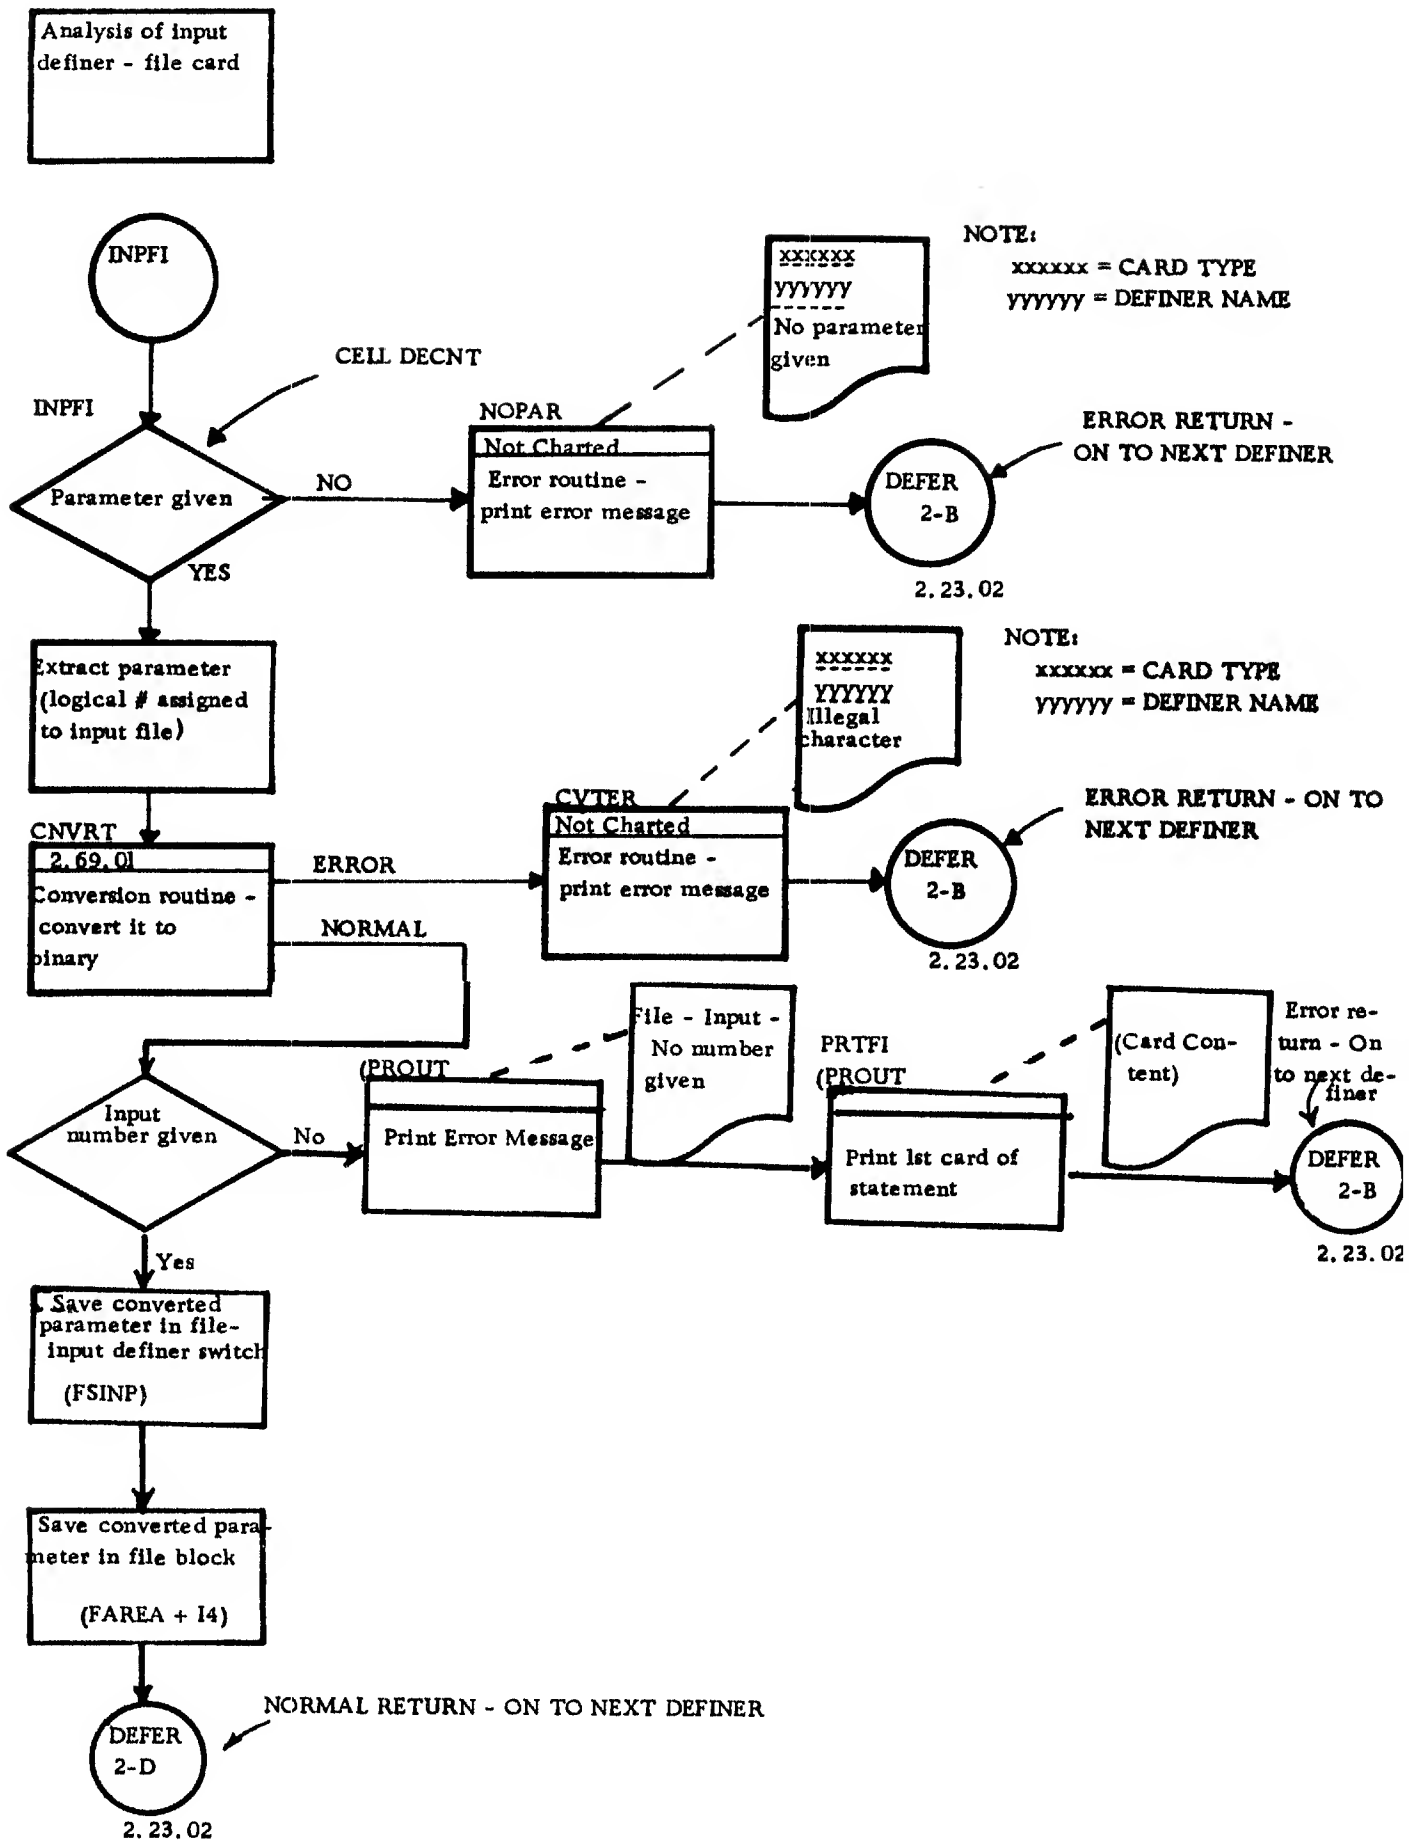 Analysis of input
definer - file card
INPFI
xxxxxx
yyyyyy
No parameter
given
NOTE:
xxxxxx = CARD TYPE
yyyyyy = DEFINER NAME
CELL DECNT
INPFI
Parameter given
NO
YES
NOPAR
Not Charted
Error routine -
print error message
ERROR RETURN -
ON TO NEXT DEFINER
DEFER
2-B
2.23.02
Extract parameter
(logical # assigned
to input file)
xxxxxx
yyyyyy
Illegal
character
NOTE:
xxxxxx = CARD TYPE
yyyyyy = DEFINER NAME
CNVRT
2.69.01
Conversion routine -
convert it to
binary
ERROR
NORMAL
CVTER
Not Charted
Error routine -
print error message
ERROR RETURN - ON TO
NEXT DEFINER
DEFER
2-B
2.23.02
Input
number given
No
Yes
(PROUT
Print Error Message
File - Input -
No number
given
PRTFI
(PROUT
Print 1st card of
statement
(Card Con-
tent)
Error re-
turn - On
to next de-
finer
DEFER
2-B
2.23.02
Save converted
parameter in file-
input definer switch
(FSINP)
Save converted para-
meter in file block
(FAREA + I4)
DEFER
2-D
2.23.02
NORMAL RETURN - ON TO NEXT DEFINER